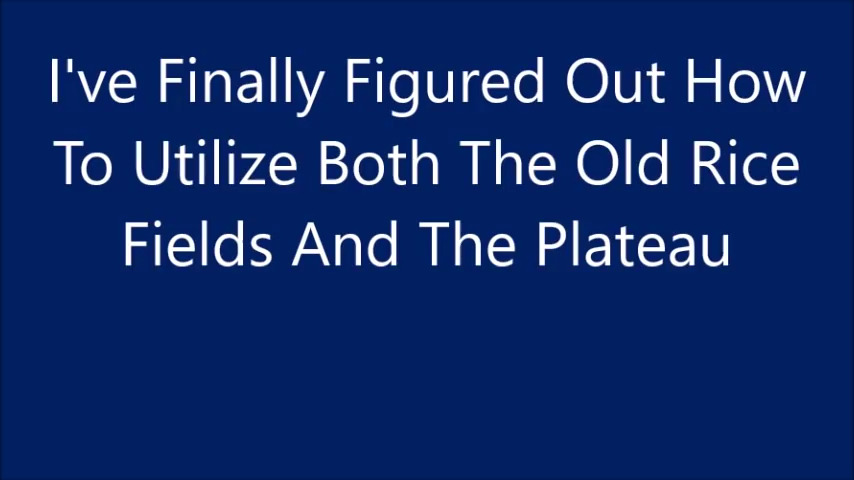 I've Finally Figured Out How
To Utilize Both The Old Rice
Fields And The Plateau